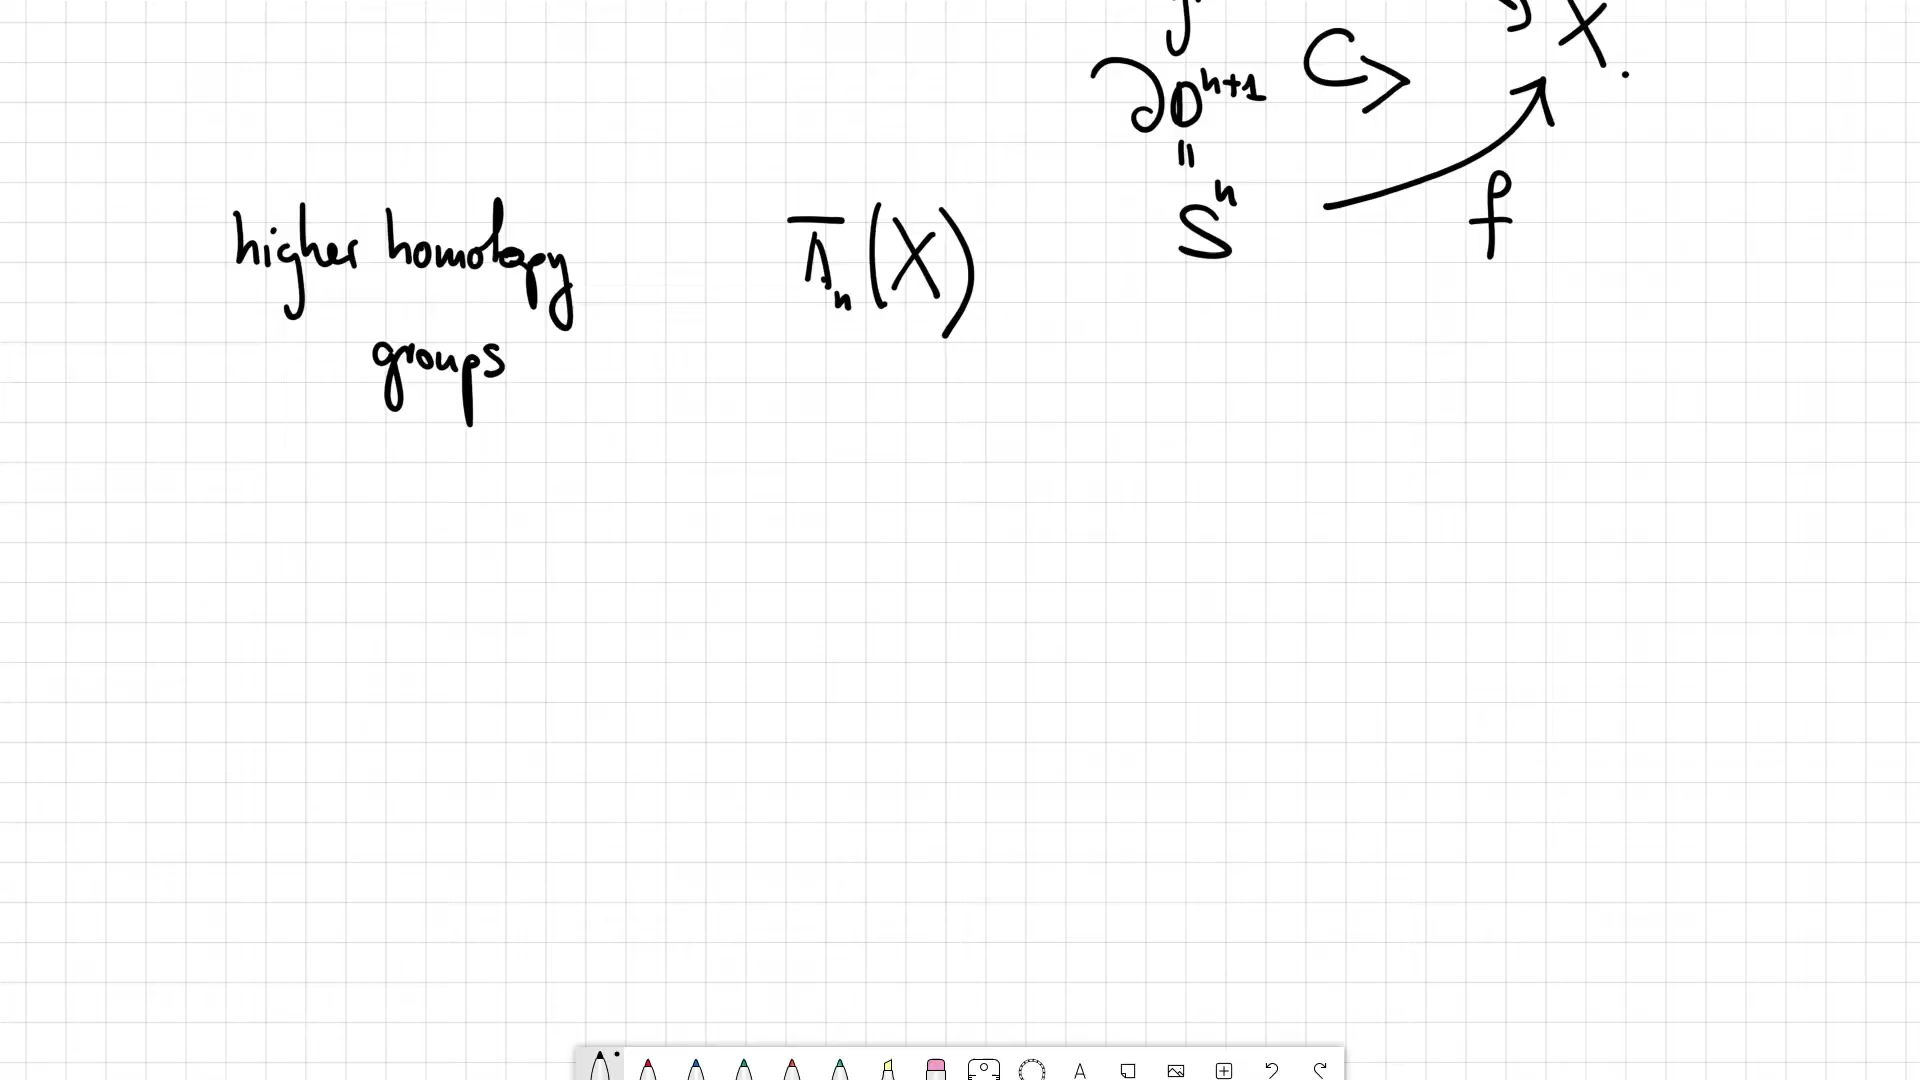 X.
∂D^{n+1}
=
S^n
f
higher homotopy
groups
π_n(X)